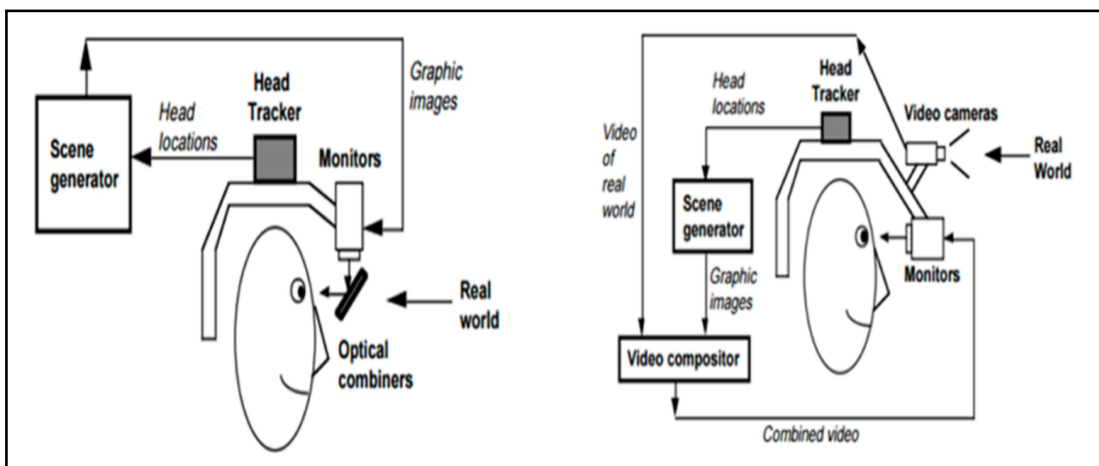 Graphic
images
Head
Tracker
Head
locations
Scene
generator
Monitors
Real
world
Optical
combiners
Head
Tracker
Head
locations
Video cameras
Video
of
real
world
Real
World
Scene
generator
Monitors
Graphic
images
Video compositor
Combined video